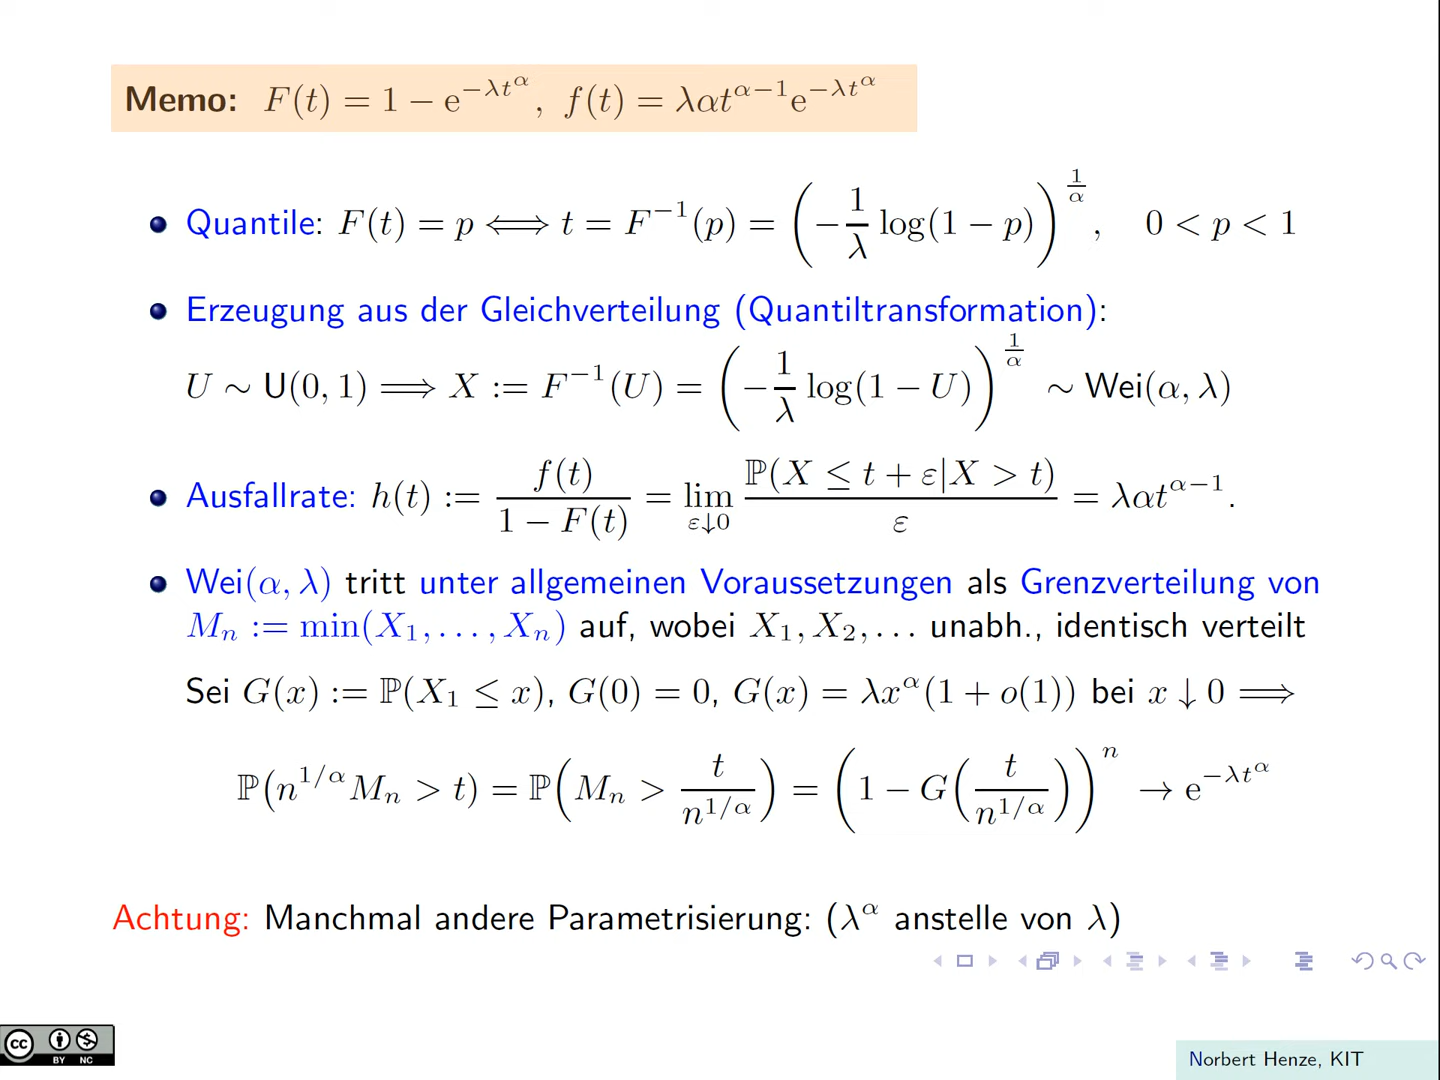 Memo: F(t) = 1 − e^{−λt^α}, f(t) = λαt^{α−1}e^{−λt^α}
Quantile: F(t) = p ⟺ t = F^{−1}(p) = (−1/λ log(1 − p))^{1/α}, 0 < p < 1
Erzeugung aus der Gleichverteilung (Quantiltransformation):
U ∼ U(0, 1) ⟹ X := F^{−1}(U) = (−1/λ log(1 − U))^{1/α} ∼ Wei(α, λ)
Ausfallrate: h(t) := f(t)/(1 − F(t)) = lim_{ε↓0} ℙ(X ≤ t + ε|X > t)/ε = λαt^{α−1}.
Wei(α, λ) tritt unter allgemeinen Voraussetzungen als Grenzverteilung von
M_n := min(X_1, . . . , X_n) auf, wobei X_1, X_2, . . . unabh., identisch verteilt
Sei G(x) := ℙ(X_1 ≤ x), G(0) = 0, G(x) = λx^α(1 + o(1)) bei x ↓ 0 ⟹
ℙ(n^{1/α}M_n > t) = ℙ(M_n > t/n^{1/α}) = (1 − G(t/n^{1/α}))^n → e^{−λt^α}
Achtung: Manchmal andere Parametrisierung: (λ^α anstelle von λ)
cc BY NC
Norbert Henze, KIT